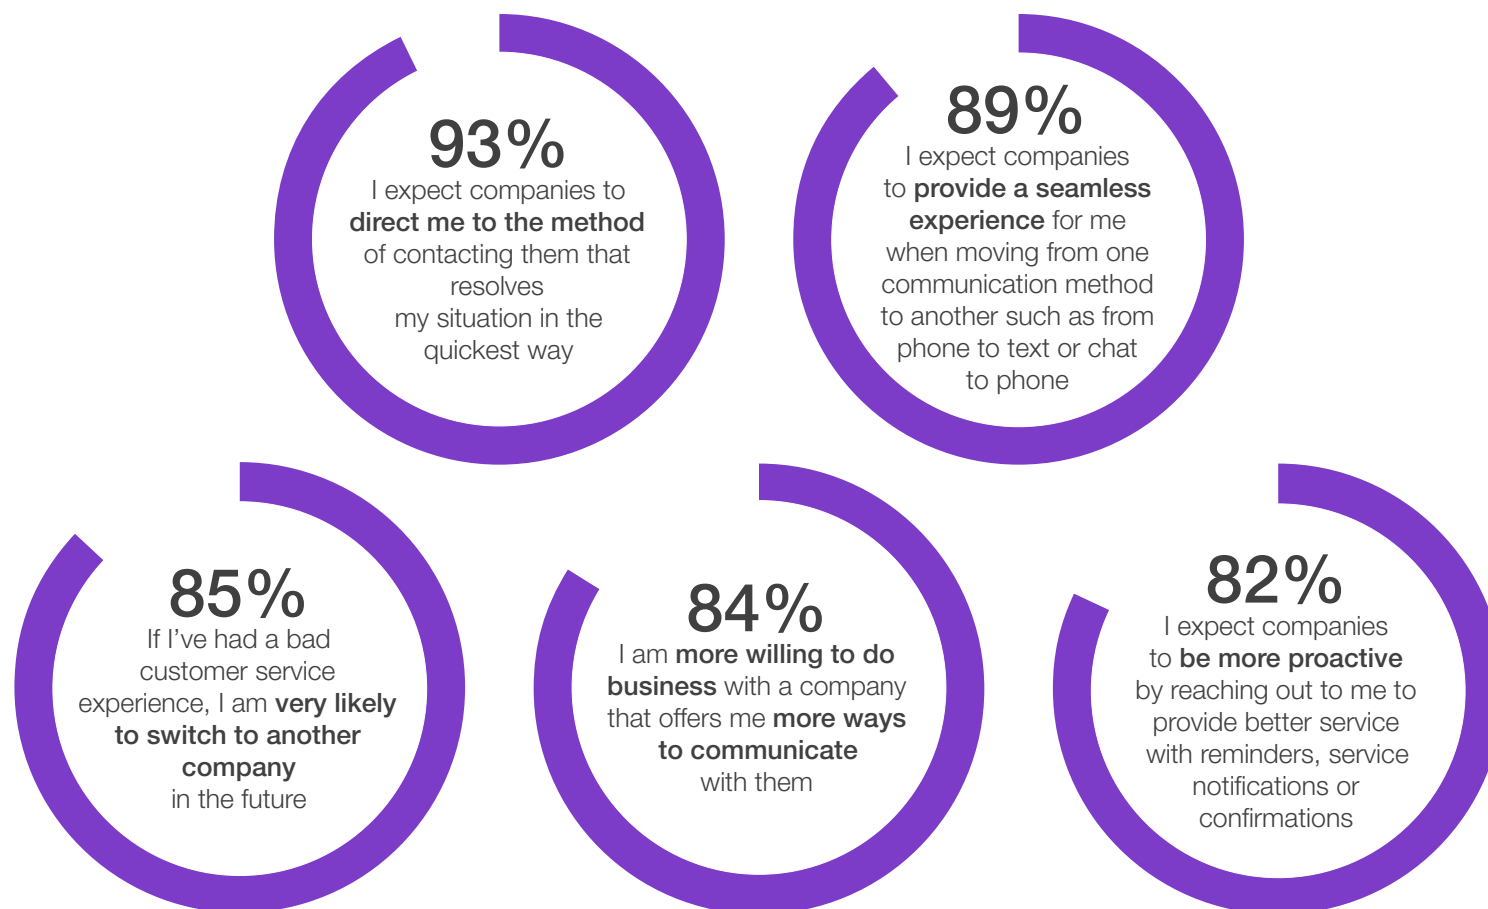 93%
I expect companies to
direct me to the method
of contacting them that
resolves
my situation in the
quickest way
89%
I expect companies
to provide a seamless
experience for me
when moving from one
communication method
to another such as from
phone to text or chat
to phone
85%
If I’ve had a bad
customer service
experience, I am very likely
to switch to another
company
in the future
84%
I am more willing to do
business with a company
that offers me more ways
to communicate
with them
82%
I expect companies
to be more proactive
by reaching out to me to
provide better service
with reminders, service
notifications or
confirmations